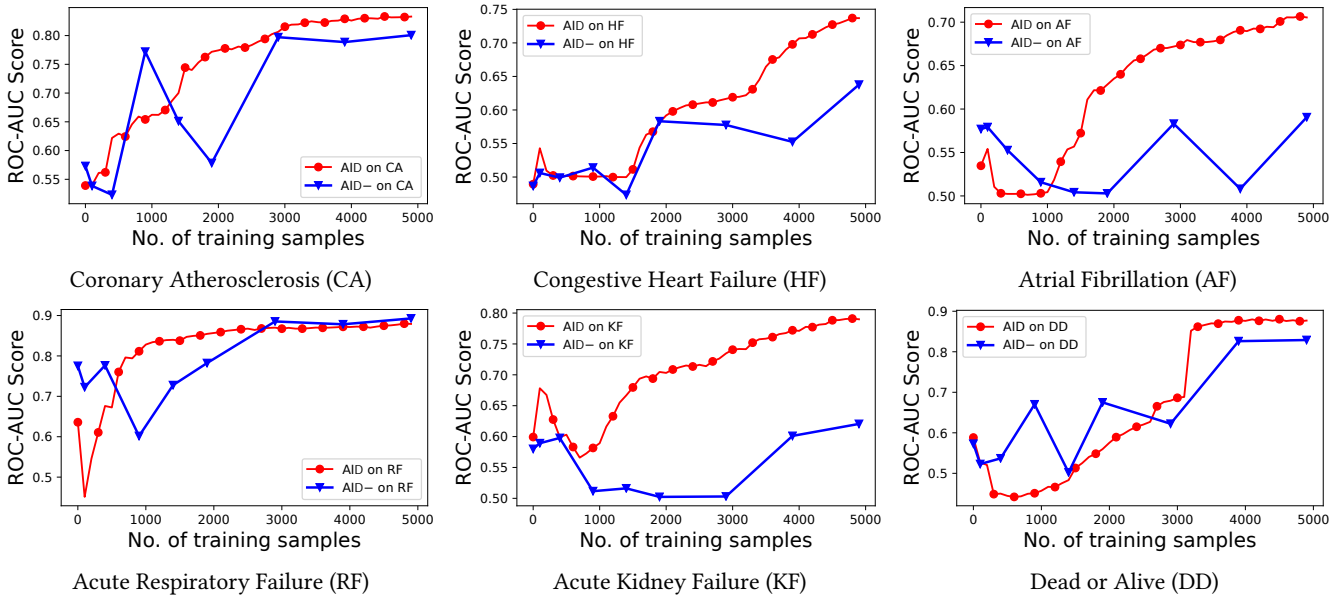 ROC-AUC Score
0.80
0.75
0.70
0.65
0.60
0.55
AID on CA
AID− on CA
0 1000 2000 3000 4000 5000
No. of training samples
Coronary Atherosclerosis (CA)
ROC-AUC Score
0.75
0.70
0.65
0.60
0.55
0.50
AID on HF
AID− on HF
0 1000 2000 3000 4000 5000
No. of training samples
Congestive Heart Failure (HF)
ROC-AUC Score
0.70
0.65
0.60
0.55
0.50
AID on AF
AID− on AF
0 1000 2000 3000 4000 5000
No. of training samples
Atrial Fibrillation (AF)
ROC-AUC Score
0.9
0.8
0.7
0.6
0.5
AID on RF
AID− on RF
0 1000 2000 3000 4000 5000
No. of training samples
Acute Respiratory Failure (RF)
ROC-AUC Score
0.80
0.75
0.70
0.65
0.60
0.55
0.50
AID on KF
AID− on KF
0 1000 2000 3000 4000 5000
No. of training samples
Acute Kidney Failure (KF)
ROC-AUC Score
0.9
0.8
0.7
0.6
0.5
AID on DD
AID− on DD
0 1000 2000 3000 4000 5000
No. of training samples
Dead or Alive (DD)